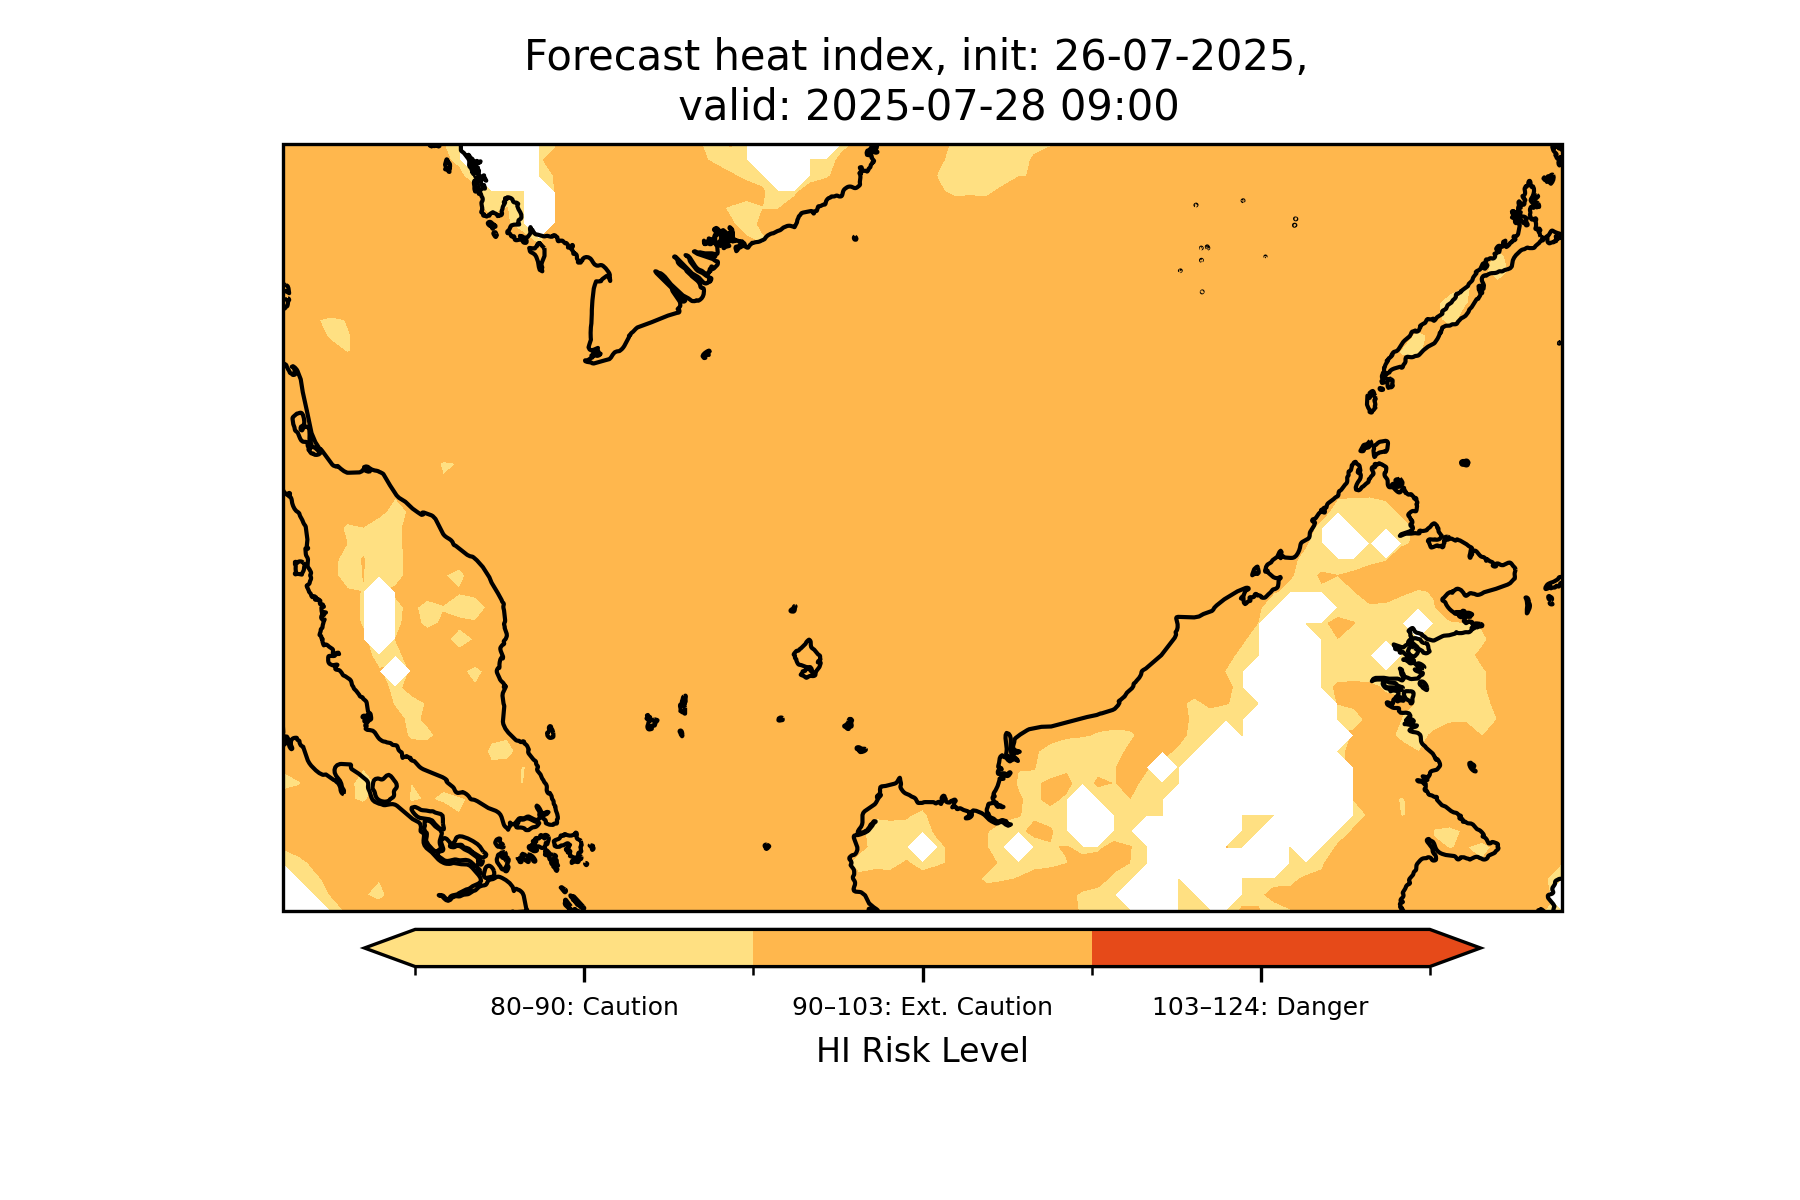 Forecast heat index, init: 26-07-2025,
valid: 2025-07-28 09:00
80–90: Caution
90–103: Ext. Caution
103–124: Danger
HI Risk Level